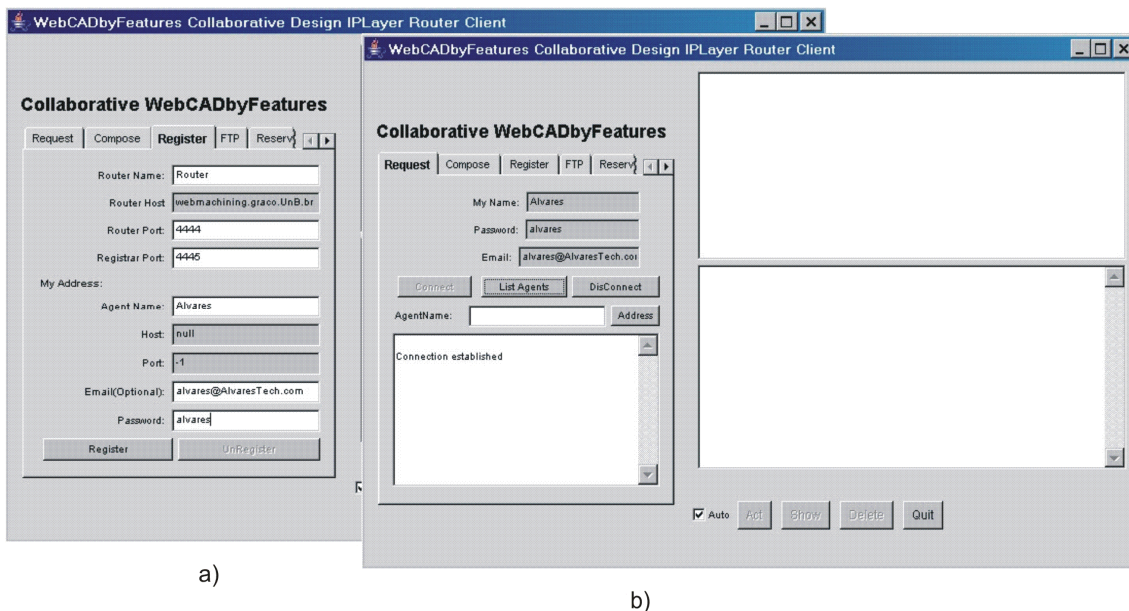 WebCADbyFeatures Collaborative Design IPLayer Router Client
Collaborative WebCADbyFeatures
Request Compose Register FTP Reserv
Router Name: Router
Router Host webmachining.graco.UnB.br
Router Port: 4444
Registrar Port: 4445
My Address:
Agent Name: Alvares
Host: null
Port: -1
Email(Optional): alvares@AlvaresTech.com
Password: alvares
Register UnRegister
a)
WebCADbyFeatures Collaborative Design IPLayer Router Client
Collaborative WebCADbyFeatures
Request Compose Register FTP Reserv
My Name: Alvares
Password: alvares
Email: alvares@AlvaresTech.com
Connect List Agents DisConnect
AgentName: Address
Connection established
Auto Act Show Delete Quit
b)